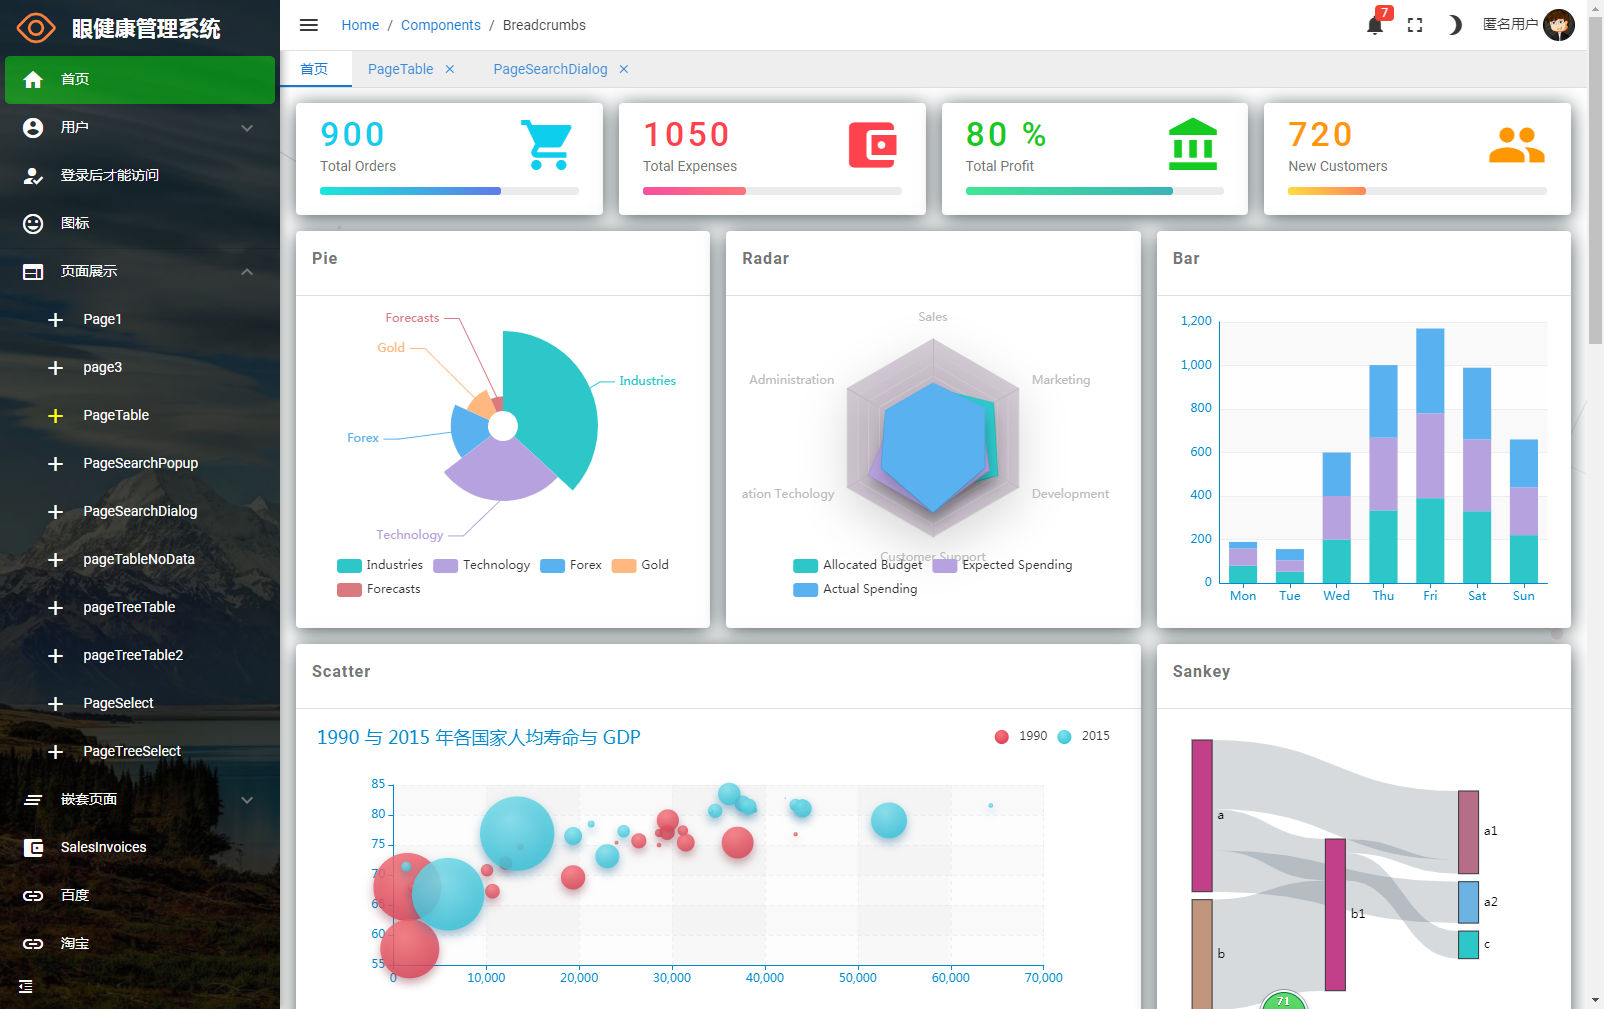 眼健康管理系统
首页
用户
登录后才能访问
图标
页面展示
Page1
page3
PageTable
PageSearchPopup
PageSearchDialog
pageTableNoData
pageTreeTable
pageTreeTable2
PageSelect
PageTreeSelect
嵌套页面
SalesInvoices
百度
淘宝
Home / Components / Breadcrumbs
7
匿名用户
首页
PageTable
PageSearchDialog
900
Total Orders
1050
Total Expenses
80 %
Total Profit
720
New Customers
Pie
Forecasts
Gold
Industries
Forex
Technology
Industries Technology Forex Gold
Forecasts
Radar
Sales
Administration
Marketing
ation Techology
Development
Customer Support
Allocated Budget Expected Spending
Actual Spending
Bar
1,200
1,000
800
600
400
200
0
Mon Tue Wed Thu Fri Sat Sun
Scatter
1990 与 2015 年各国家人均寿命与 GDP
1990 2015
85
80
75
70
65
60
55
0 10,000 20,000 30,000 40,000 50,000 60,000 70,000
Sankey
a
a1
a2
b1
c
b
71